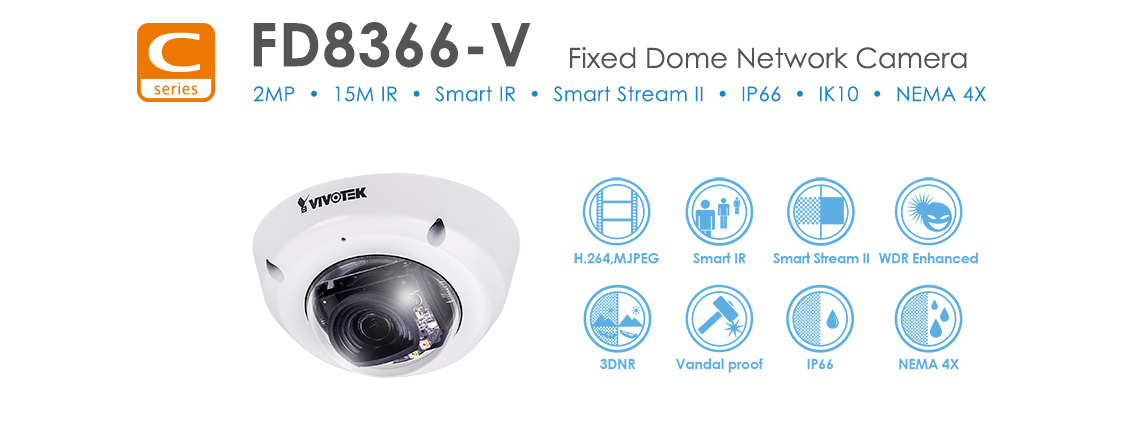 C
series
FD8366-V Fixed Dome Network Camera
2MP • 15M IR • Smart IR • Smart Stream II • IP66 • IK10 • NEMA 4X
VIVOTEK
H.264,MJPEG Smart IR Smart Stream II WDR Enhanced
3DNR Vandal proof IP66 NEMA 4X